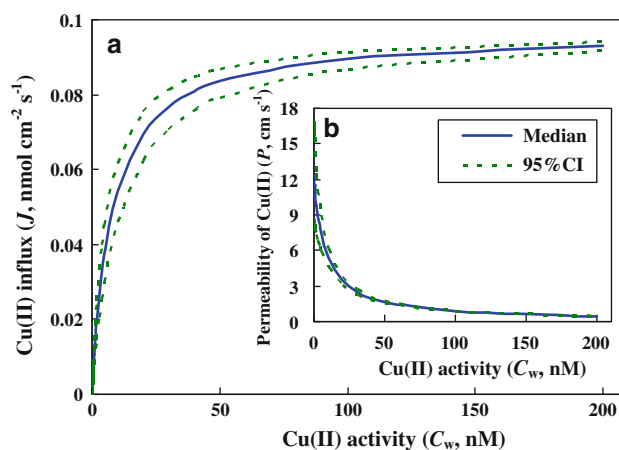 a
0.1
0.08
0.06
0.04
0.02
0
Cu(II) influx (J, nmol cm⁻² s⁻¹)
0 50 100 150 200
Cu(II) activity (C_w, nM)
b
Median
95%CI
18
15
12
9
6
3
0
Permeability of Cu(II) (P, cm s⁻¹)
0 50 100 150 200
Cu(II) activity (C_w, nM)